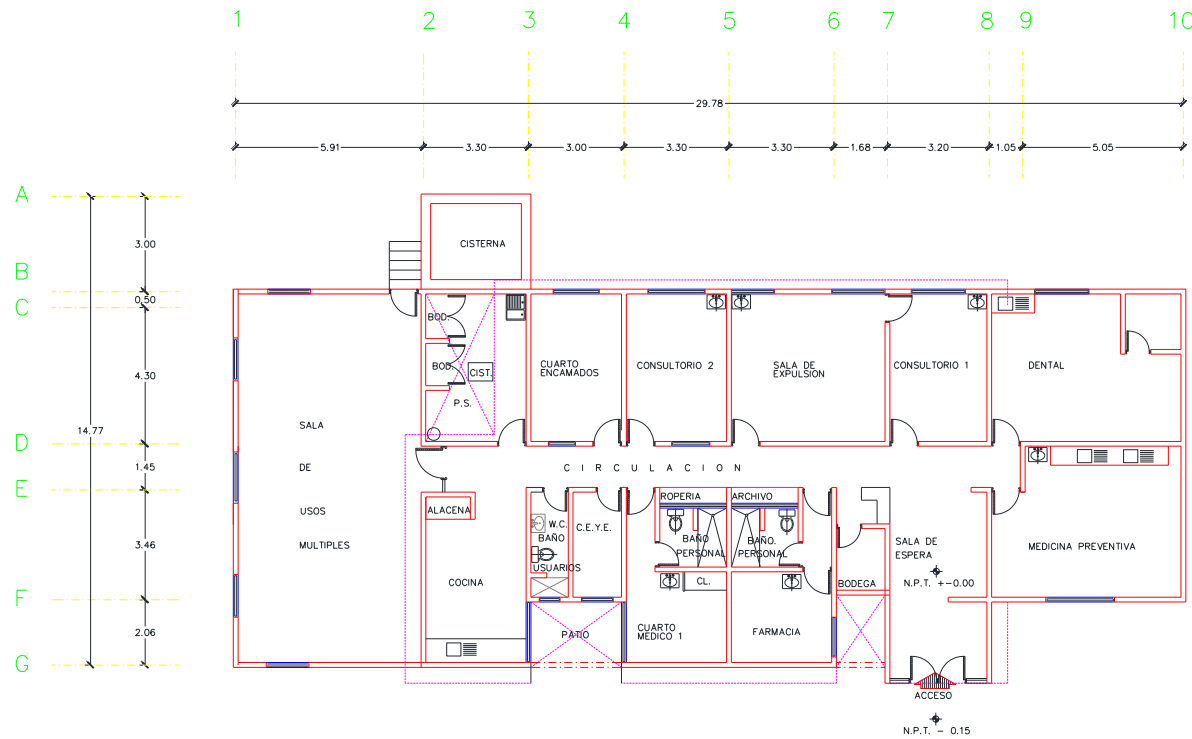 1 2 3 4 5 6 7 8 9 10
29.78
5.91 3.30 3.00 3.30 3.30 1.68 3.20 1.05 5.05
A
B
C
D
E
F
G
3.00
0.50
4.30
14.77
1.45
3.46
2.06
CISTERNA
BOD.
BOD.
CIST.
P.S.
CUARTO
ENCAMADOS
CONSULTORIO 2
SALA DE
EXPULSION
CONSULTORIO 1
DENTAL
SALA
DE
USOS
MULTIPLES
CIRCULACION
ALACENA
COCINA
W.C.
BAÑO
USUARIOS
C.E.Y.E.
ROPERIA
ARCHIVO
BAÑO
PERSONAL
BAÑO.
PERSONAL
CL.
SALA DE
ESPERA
N.P.T. +-0.00
MEDICINA PREVENTIVA
BODEGA
PATIO
CUARTO
MEDICO 1
FARMACIA
ACCESO
N.P.T. - 0.15